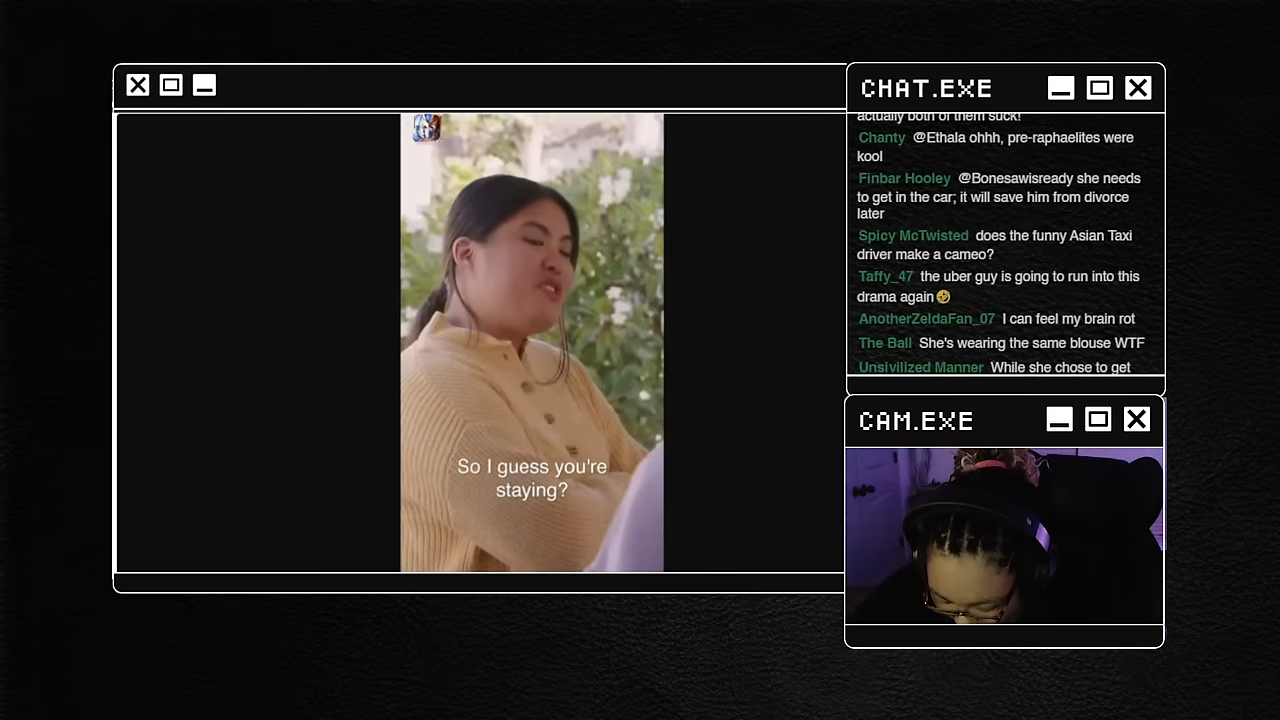 So I guess you're
staying?
CHAT.EXE
actually both of them suck!
Chanty @Ethala ohhh, pre-raphaelites were
kool
Finbar Hooley @Bonesawisready she needs
to get in the car; it will save him from divorce
later
Spicy McTwisted does the funny Asian Taxi
driver make a cameo?
Taffy_47 the uber guy is going to run into this
drama again🤣
AnotherZeldaFan_07 I can feel my brain rot
The Ball She's wearing the same blouse WTF
Unsivilized Manner While she chose to get
CAM.EXE